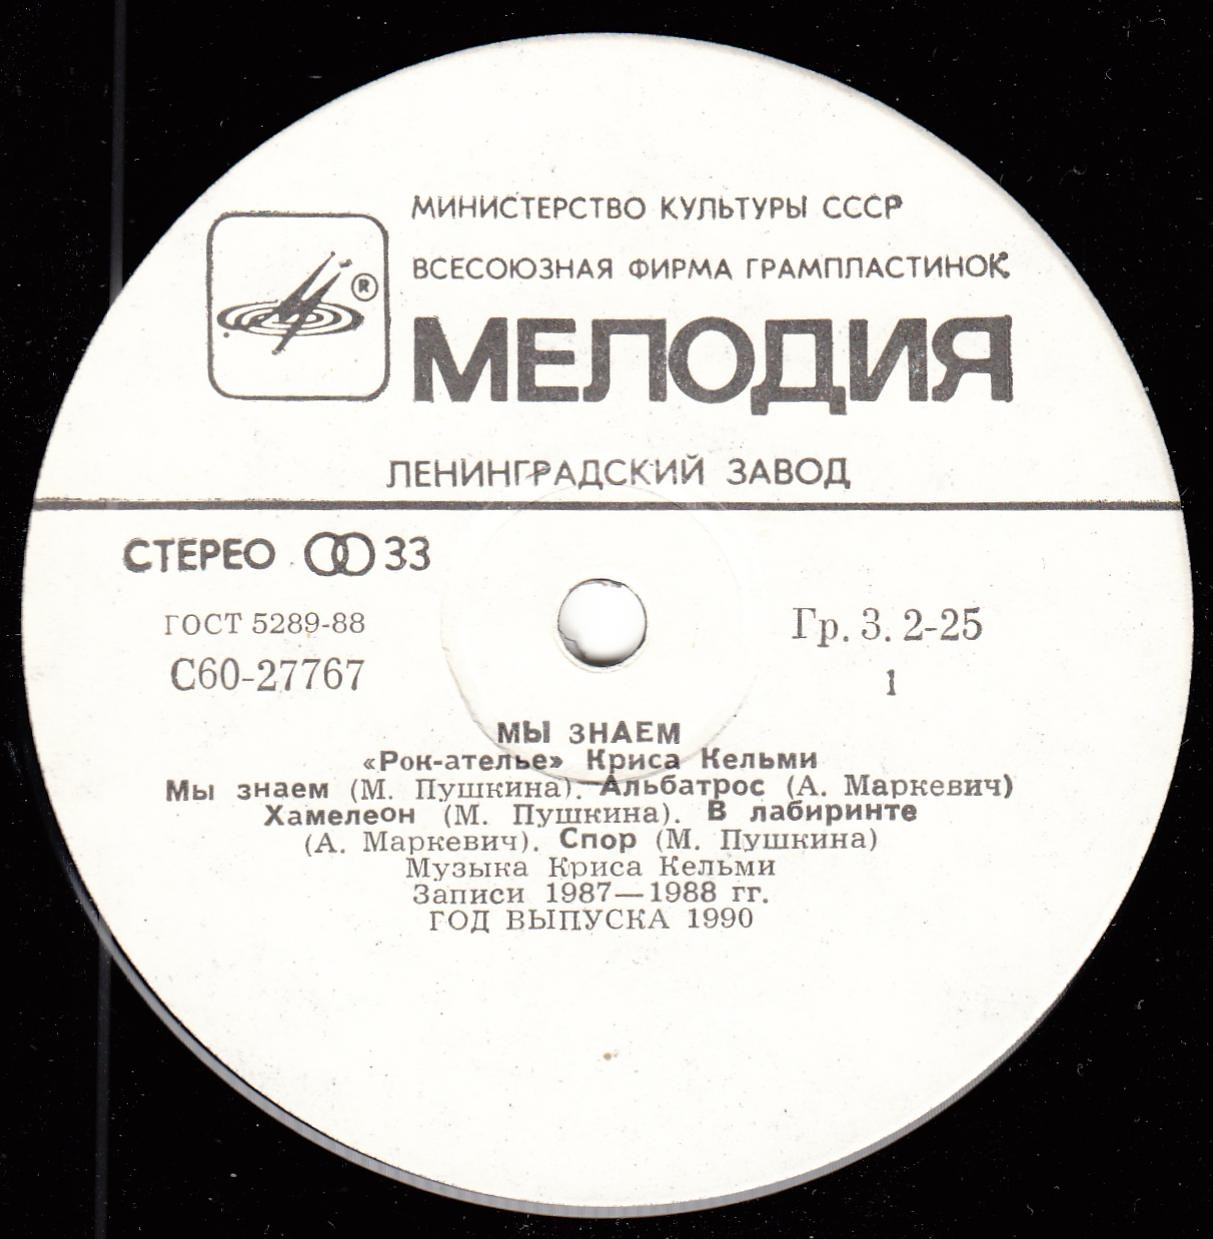 МИНИСТЕРСТВО КУЛЬТУРЫ СССР
ВСЕСОЮЗНАЯ ФИРМА ГРАМПЛАСТИНОК
®
МЕЛОДИЯ
ЛЕНИНГРАДСКИЙ ЗАВОД
СТЕРЕО 33
ГОСТ 5289-88
Гр. 3. 2-25
С60-27767
1
МЫ ЗНАЕМ
«Рок-ателье» Криса Кельми
Мы знаем (М. Пушкина). Альбатрос (А. Маркевич)
Хамелеон (М. Пушкина). В лабиринте
(А. Маркевич). Спор (М. Пушкина)
Музыка Криса Кельми
Записи 1987—1988 гг.
ГОД ВЫПУСКА 1990